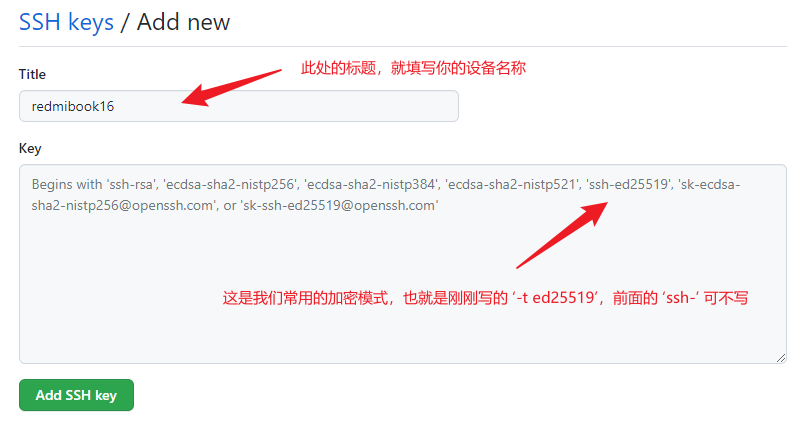 SSH keys / Add new
此处的标题，就填写你的设备名称
Title
redmibook16
Key
Begins with 'ssh-rsa', 'ecdsa-sha2-nistp256', 'ecdsa-sha2-nistp384', 'ecdsa-sha2-nistp521', 'ssh-ed25519', 'sk-ecdsa-
sha2-nistp256@openssh.com', or 'sk-ssh-ed25519@openssh.com'
这是我们常用的加密模式，也就是刚刚写的 ‘-t ed25519’，前面的 ‘ssh-’ 可不写
Add SSH key